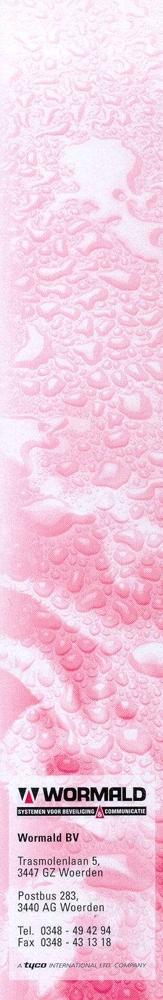 WORMALD
SYSTEMEN VOOR BEVEILIGING & COMMUNICATIE
Wormald BV
Trasmolenlaan 5,
3447 GZ Woerden
Postbus 283,
3440 AG Woerden
Tel. 0348 - 49 42 94
Fax 0348 - 43 13 18
A tyco INTERNATIONAL LTD. COMPANY